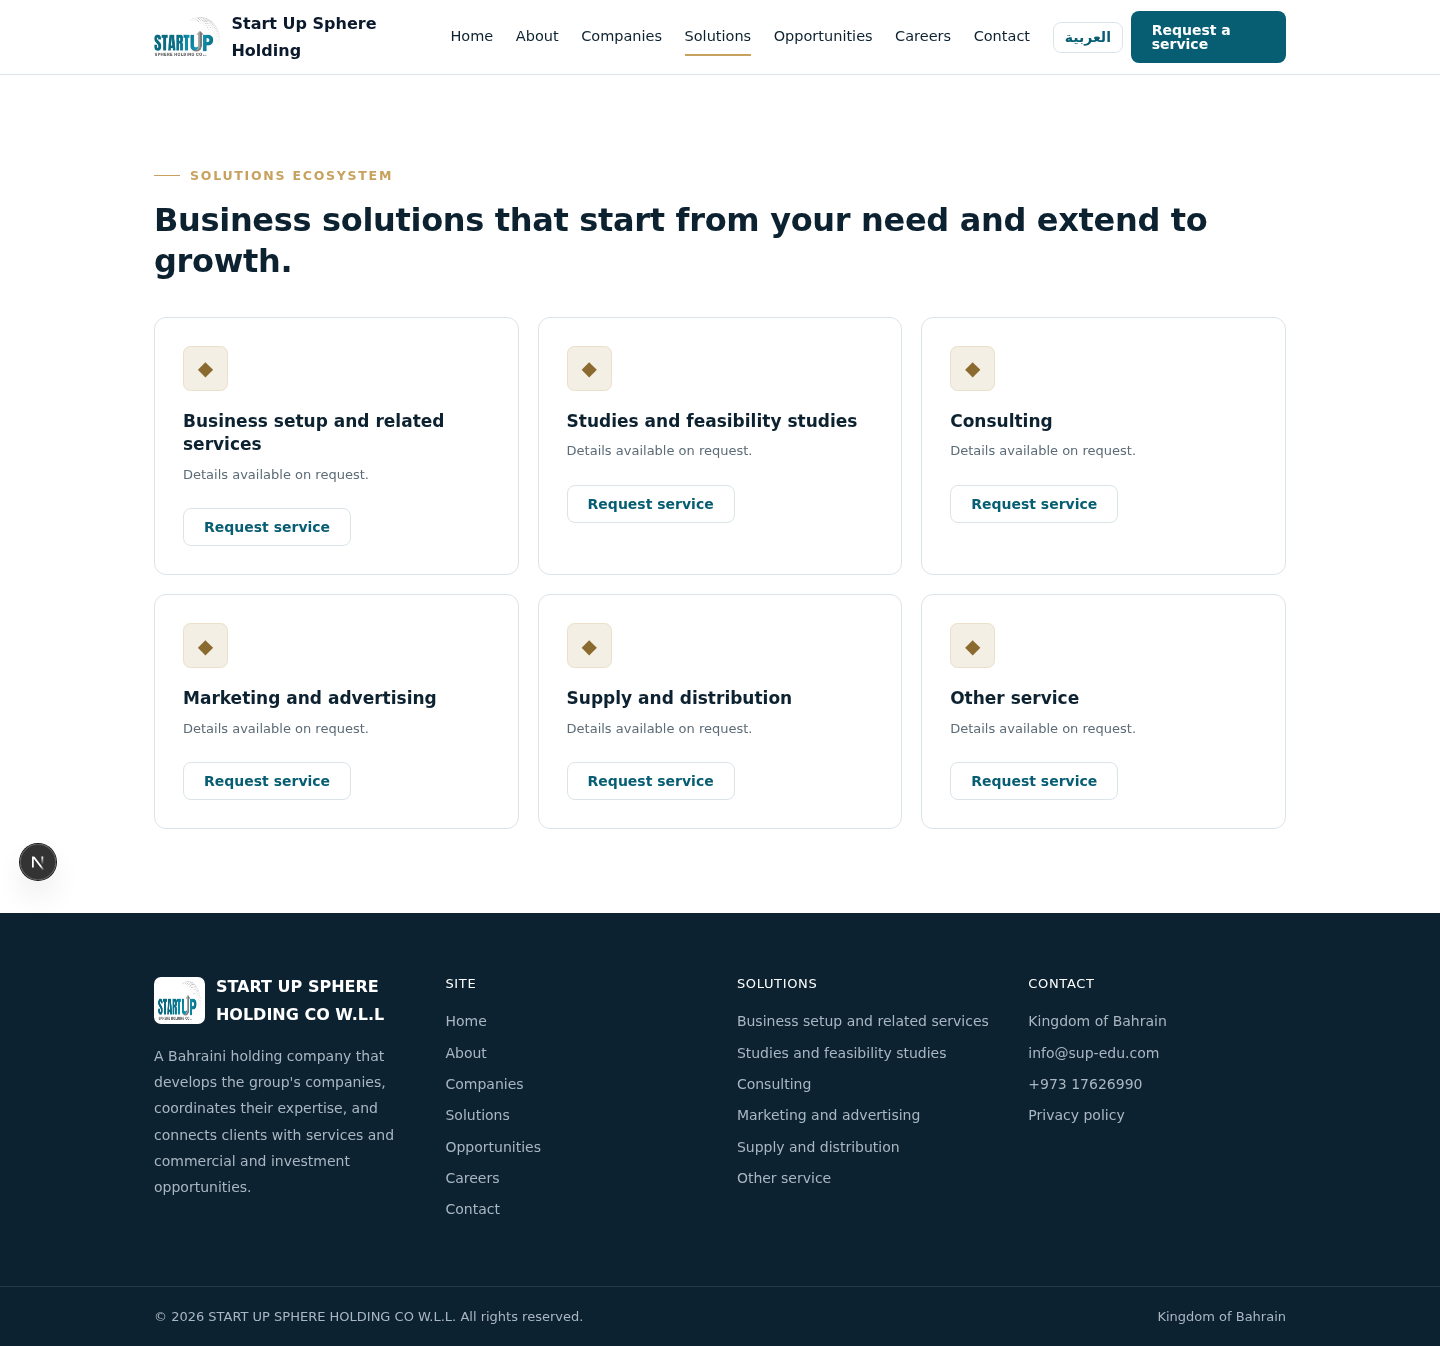 STARTUP
SPHERE HOLDING CO...
Start Up Sphere
Holding
Home
About
Companies
Solutions
Opportunities
Careers
Contact
العربية
Request a
service
SOLUTIONS ECOSYSTEM
Business solutions that start from your need and extend to
growth.
Business setup and related
services
Details available on request.
Request service
Studies and feasibility studies
Details available on request.
Request service
Consulting
Details available on request.
Request service
Marketing and advertising
Details available on request.
Request service
Supply and distribution
Details available on request.
Request service
Other service
Details available on request.
Request service
N
STARTUP
START UP SPHERE
HOLDING CO W.L.L
A Bahraini holding company that
develops the group's companies,
coordinates their expertise, and
connects clients with services and
commercial and investment
opportunities.
SITE
Home
About
Companies
Solutions
Opportunities
Careers
Contact
SOLUTIONS
Business setup and related services
Studies and feasibility studies
Consulting
Marketing and advertising
Supply and distribution
Other service
CONTACT
Kingdom of Bahrain
info@sup-edu.com
+973 17626990
Privacy policy
© 2026 START UP SPHERE HOLDING CO W.L.L. All rights reserved.
Kingdom of Bahrain